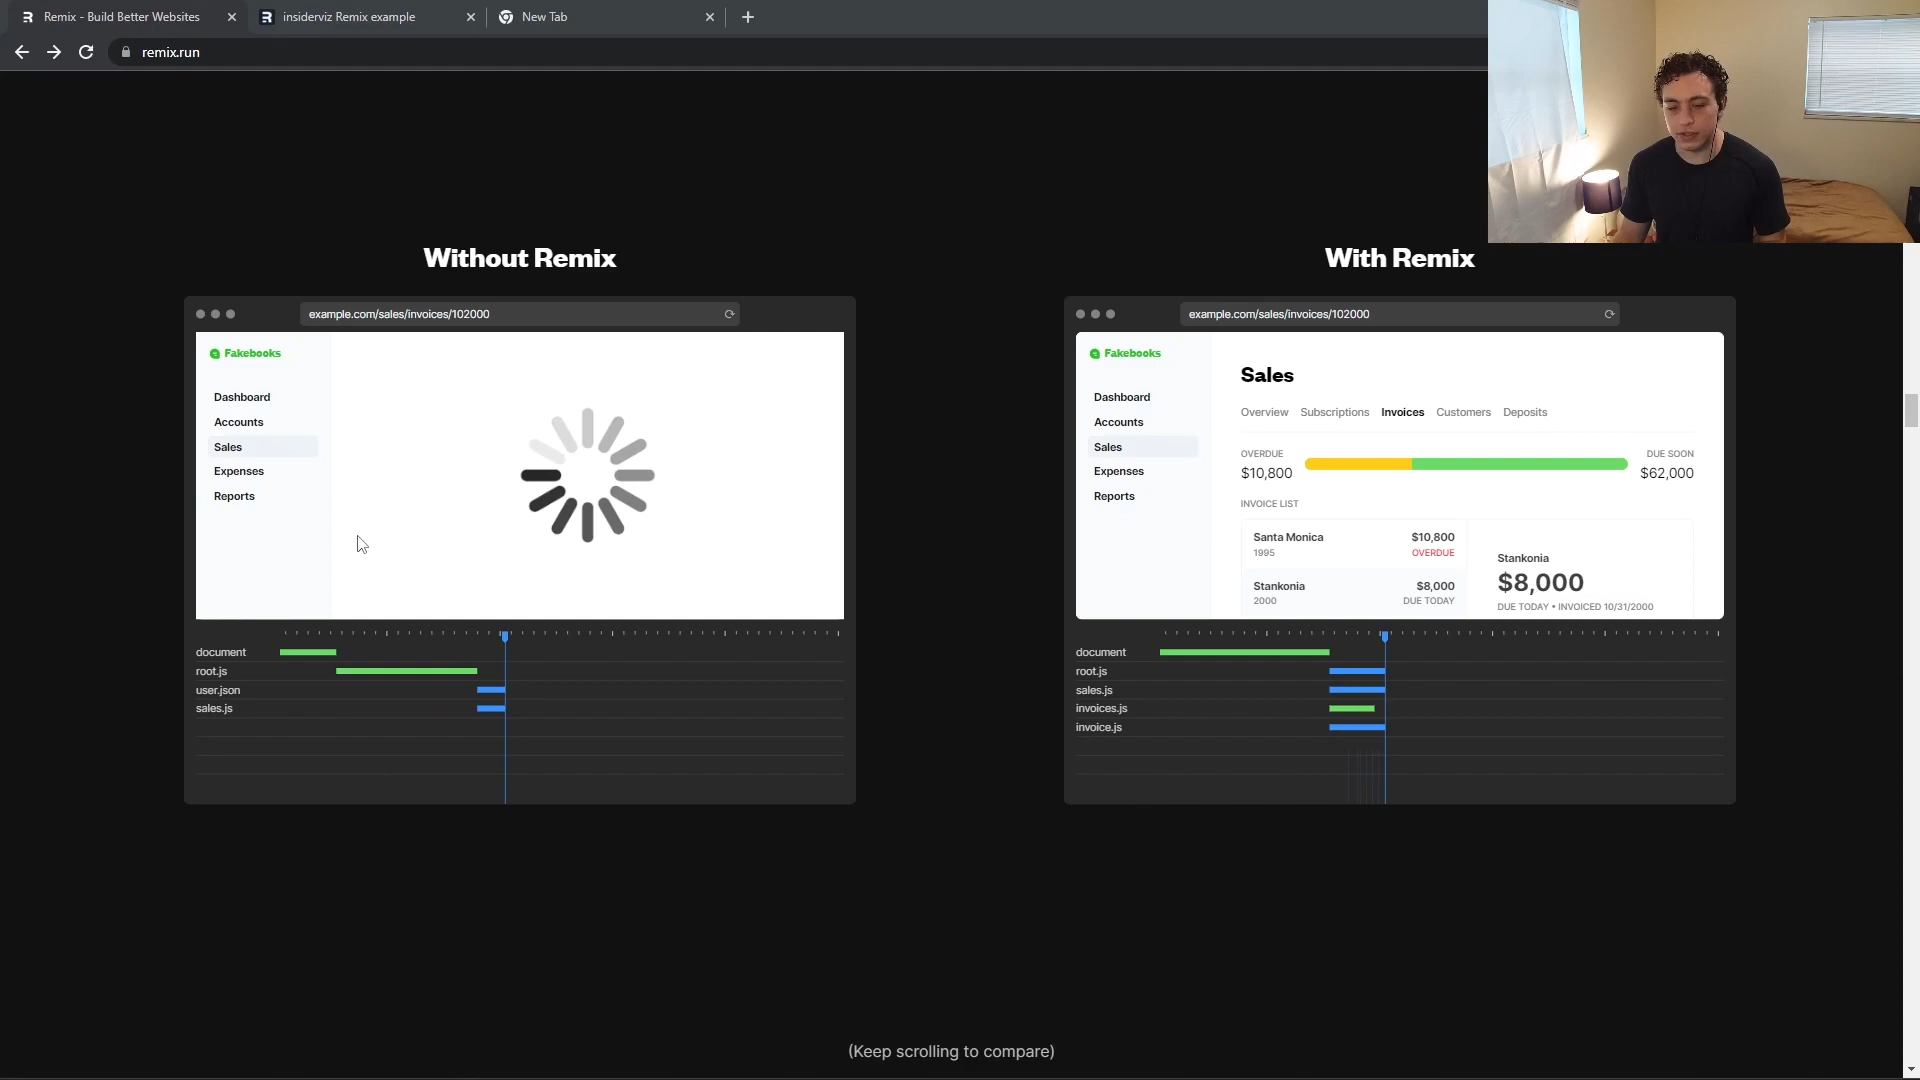 Remix - Build Better Websites
insiderviz Remix example
New Tab
remix.run
Without Remix
example.com/sales/invoices/102000
Fakebooks
Dashboard
Accounts
Sales
Expenses
Reports
document
root.js
user.json
sales.js
With Remix
example.com/sales/invoices/102000
Fakebooks
Dashboard
Accounts
Sales
Expenses
Reports
Sales
Overview Subscriptions Invoices Customers Deposits
OVERDUE DUE SOON
$10,800 $62,000
INVOICE LIST
Santa Monica $10,800
1995 OVERDUE
Stankonia $8,000
2000 DUE TODAY
Stankonia
$8,000
DUE TODAY • INVOICED 10/31/2000
document
root.js
sales.js
invoices.js
invoice.js
(Keep scrolling to compare)